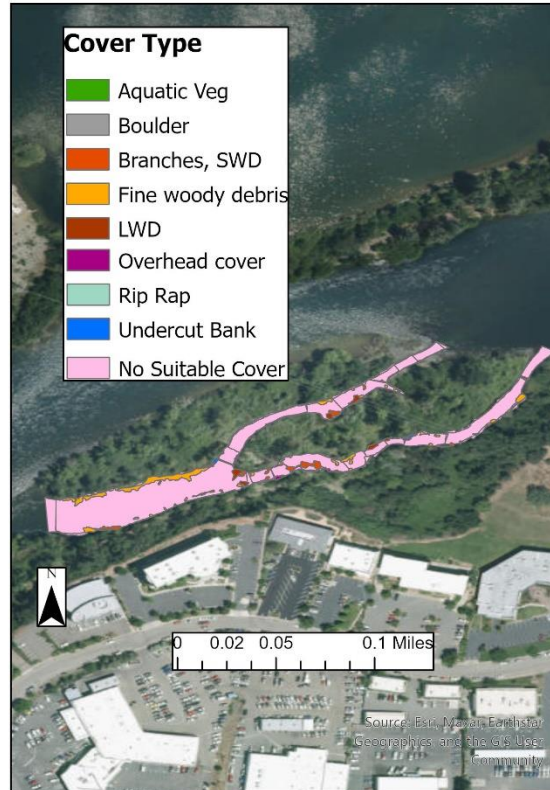 Cover Type
Aquatic Veg
Boulder
Branches, SWD
Fine woody debris
LWD
Overhead cover
Rip Rap
Undercut Bank
No Suitable Cover
N
0 0.02 0.05 0.1 Miles
Source: Esri, Maxar, Earthstar
Geographics, and the GIS User
Community